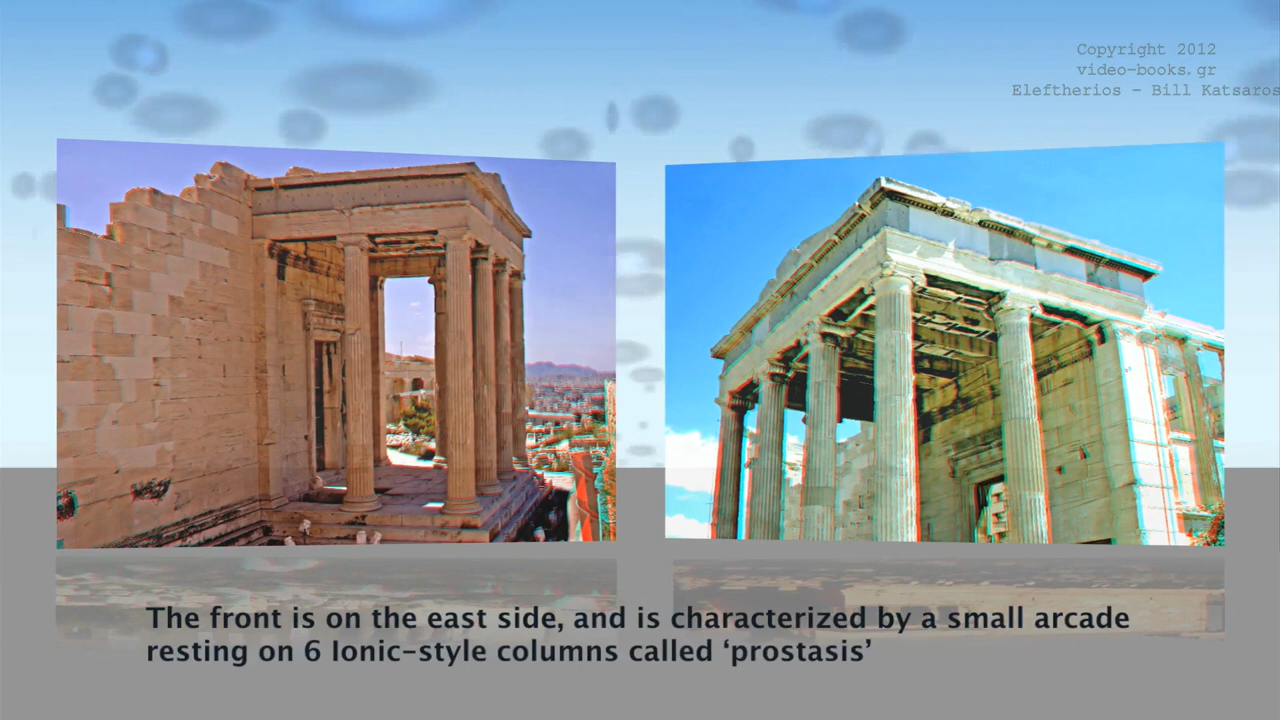 Copyright 2012
video-books.gr
Eleftherios - Bill Katsaros
The front is on the east side, and is characterized by a small arcade
resting on 6 Ionic-style columns called ‘prostasis’